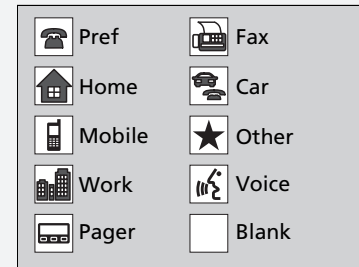 Pref
Home
Mobile
Work
Pager
Fax
Car
Other
Voice
Blank